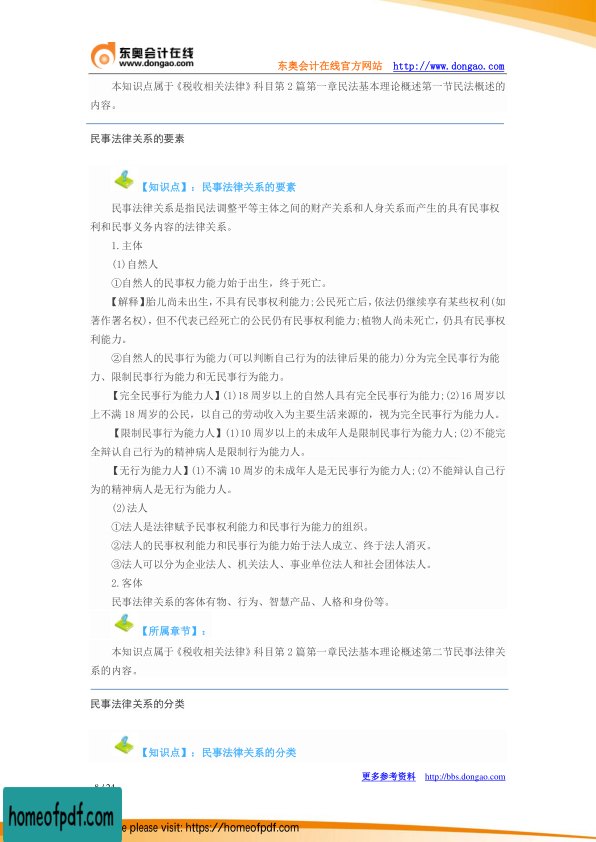 东奥会计在线
www.dongao.com
东奥会计在线官方网站 http://www.dongao.com
本知识点属于《税收相关法律》科目第2篇第一章民法基本理论概述第一节民法概述的
内容。
民事法律关系的要素
【知识点】：民事法律关系的要素
民事法律关系是指民法调整平等主体之间的财产关系和人身关系而产生的具有民事权
利和民事义务内容的法律关系。
1.主体
(1)自然人
①自然人的民事权力能力始于出生，终于死亡。
【解释】胎儿尚未出生，不具有民事权利能力;公民死亡后，依法仍继续享有某些权利(如
著作署名权)，但不代表已经死亡的公民仍有民事权利能力;植物人尚未死亡，仍具有民事权
利能力。
②自然人的民事行为能力(可以判断自己行为的法律后果的能力)分为完全民事行为能
力、限制民事行为能力和无民事行为能力。
【完全民事行为能力人】(1)18周岁以上的自然人具有完全民事行为能力;(2)16周岁以
上不满18周岁的公民，以自己的劳动收入为主要生活来源的，视为完全民事行为能力人。
【限制民事行为能力人】(1)10周岁以上的未成年人是限制民事行为能力人;(2)不能完
全辩认自己行为的精神病人是限制行为能力人。
【无行为能力人】(1)不满10周岁的未成年人是无民事行为能力人;(2)不能辩认自己行
为的精神病人是无行为能力人。
(2)法人
①法人是法律赋予民事权利能力和民事行为能力的组织。
②法人的民事权利能力和民事行为能力始于法人成立、终于法人消灭。
③法人可以分为企业法人、机关法人、事业单位法人和社会团体法人。
2.客体
民事法律关系的客体有物、行为、智慧产品、人格和身份等。
【所属章节】：
本知识点属于《税收相关法律》科目第2篇第一章民法基本理论概述第二节民事法律关
系的内容。
民事法律关系的分类
【知识点】：民事法律关系的分类
更多参考资料 http://bbs.dongao.com
8 / 24
homeofpdf.com
e please visit: https://homeofpdf.com